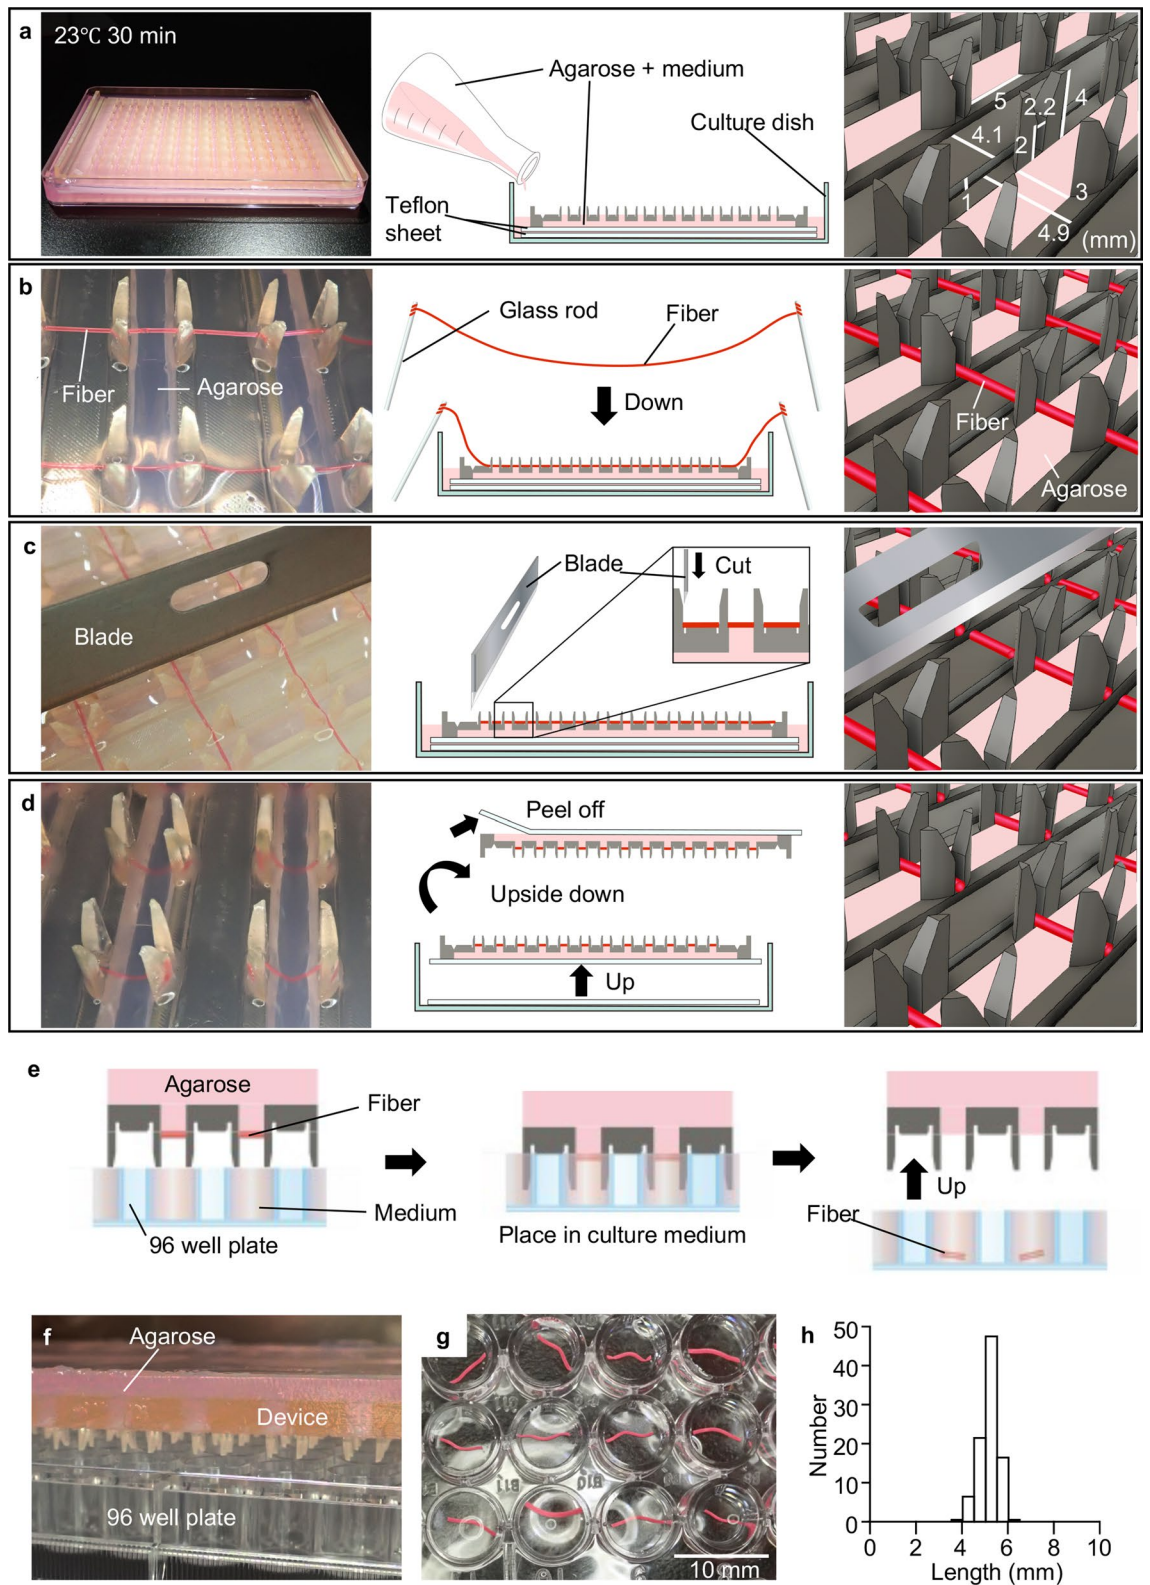 a
23℃ 30 min
Agarose + medium
Culture dish
Teflon
sheet
5
4
2.2
4.1
2
3
1
4.9
(mm)
b
Fiber
Agarose
Glass rod
Fiber
Down
Fiber
Agarose
c
Blade
Blade
Cut
d
Peel off
Upside down
Up
e
Agarose
Fiber
Medium
96 well plate
Place in culture medium
Up
Fiber
f
Agarose
Device
96 well plate
g
B11
10 mm
h
50
40
30
20
10
0
Number
0 2 4 6 8 10
Length (mm)